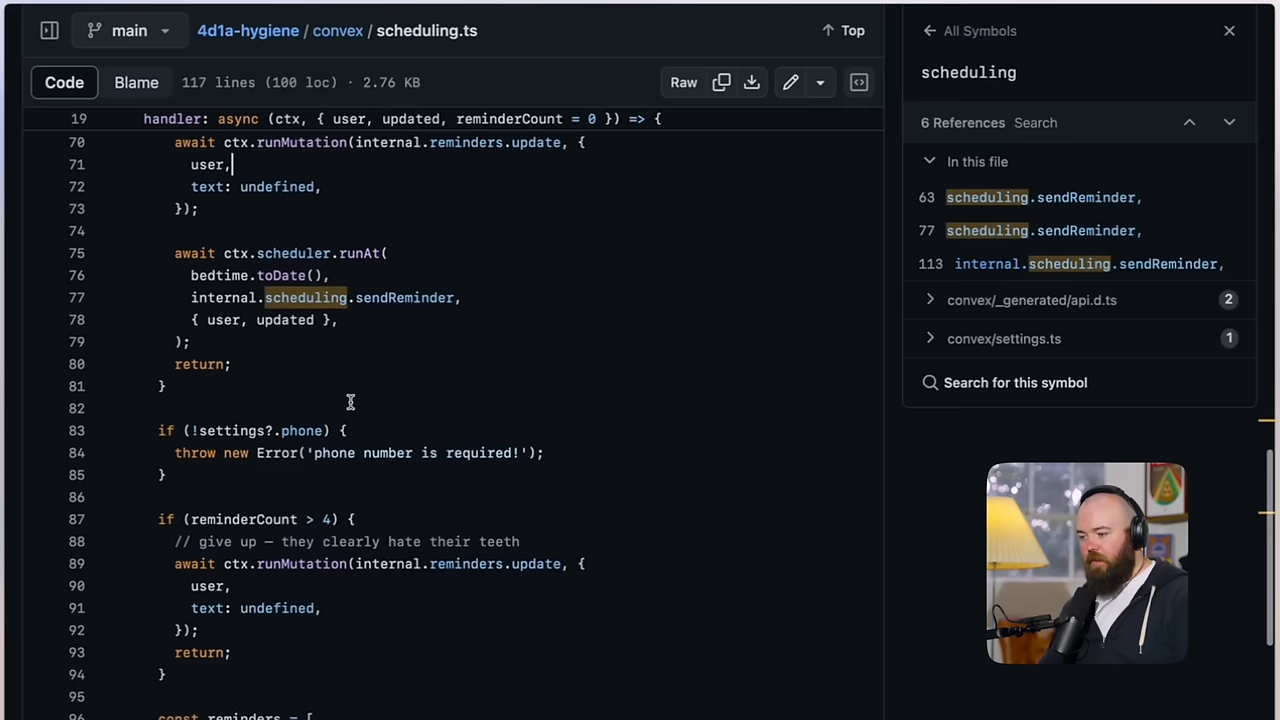 main
4d1a-hygiene / convex / scheduling.ts
Top
Code Blame 117 lines (100 loc) · 2.76 KB
Raw
19 handler: async (ctx, { user, updated, reminderCount = 0 }) => {
70 await ctx.runMutation(internal.reminders.update, {
71 user,
72 text: undefined,
73 });
74
75 await ctx.scheduler.runAt(
76 bedtime.toDate(),
77 internal.scheduling.sendReminder,
78 { user, updated },
79 );
80 return;
81 }
82
83 if (!settings?.phone) {
84 throw new Error('phone number is required!');
85 }
86
87 if (reminderCount > 4) {
88 // give up — they clearly hate their teeth
89 await ctx.runMutation(internal.reminders.update, {
90 user,
91 text: undefined,
92 });
93 return;
94 }
95
96 const reminders = [
All Symbols
scheduling
6 References Search
In this file
63 scheduling.sendReminder,
77 scheduling.sendReminder,
113 internal.scheduling.sendReminder,
convex/_generated/api.d.ts 2
convex/settings.ts 1
Search for this symbol